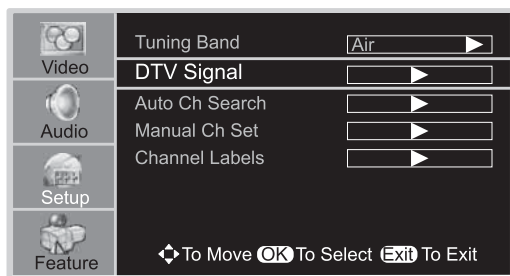 Video
Audio
Setup
Feature
Tuning Band Air
DTV Signal
Auto Ch Search
Manual Ch Set
Channel Labels
To Move OK To Select Exit To Exit